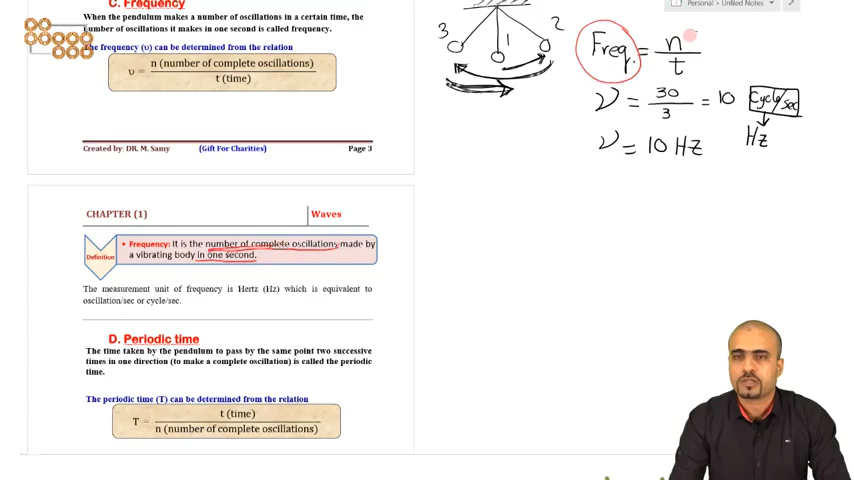 C. Frequency
When the pendulum makes a number of oscillations in a certain time, the
number of oscillations it makes in one second is called frequency.
The frequency (υ) can be determined from the relation
υ = n (number of complete oscillations)
t (time)
Created by: DR. M. Samy (Gift For Charities) Page 3
CHAPTER (1) Waves
Definition
• Frequency: It is the number of complete oscillations made by
a vibrating body in one second.
The measurement unit of frequency is Hertz (Hz) which is equivalent to
oscillation/sec or cycle/sec.
D. Periodic time
The time taken by the pendulum to pass by the same point two successive
times in one direction (to make a complete oscillation) is called the periodic
time.
The periodic time (T) can be determined from the relation
T = t (time)
n (number of complete oscillations)
Personal > Unfiled Notes
3 1 2
Freq. = n
t
ν = 30 = 10 Cycle/sec
3
Hz
ν = 10 Hz